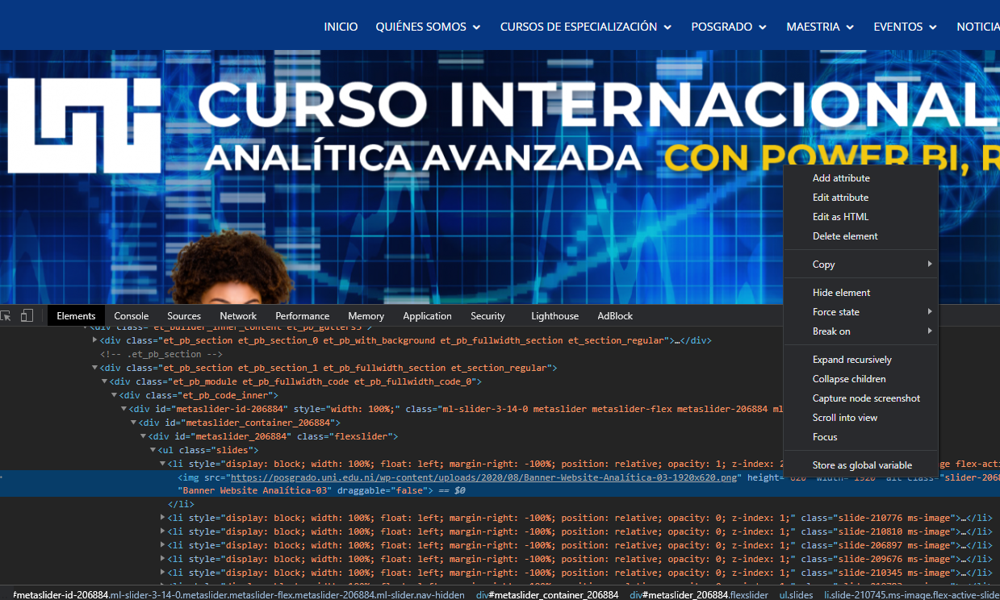 INICIO QUIÉNES SOMOS CURSOS DE ESPECIALIZACIÓN POSGRADO MAESTRIA EVENTOS NOTICIA
CURSO INTERNACIONAL
ANALÍTICA AVANZADA CON POWER BI, R
Add attribute
Edit attribute
Edit as HTML
Delete element
Copy
Hide element
Force state
Break on
Expand recursively
Collapse children
Capture node screenshot
Scroll into view
Focus
Store as global variable
Elements Console Sources Network Performance Memory Application Security Lighthouse AdBlock
<div class="et_builder_inner_content et_pb_gutters3">
<div class="et_pb_section et_pb_section_0 et_pb_with_background et_pb_fullwidth_section et_section_regular">…</div>
<!-- .et_pb_section -->
<div class="et_pb_section et_pb_section_1 et_pb_fullwidth_section et_section_regular">
<div class="et_pb_module et_pb_fullwidth_code et_pb_fullwidth_code_0">
<div class="et_pb_code_inner">
<div id="metaslider-id-206884" style="width: 100%;" class="ml-slider-3-14-0 metaslider metaslider-flex metaslider-206884 ml
<div id="metaslider_container_206884">
<div id="metaslider_206884" class="flexslider">
<ul class="slides">
<li style="display: block; width: 100%; float: left; margin-right: -100%; position: relative; opacity: 1; z-index: 2 ge flex-acti
<img src="https://posgrado.uni.edu.ni/wp-content/uploads/2020/08/Banner-Website-Analítica-03-1920x620.png" height="620" width="1920" alt class="slider-2068
"Banner Website Analítica-03" draggable="false"> == $0
</li>
<li style="display: block; width: 100%; float: left; margin-right: -100%; position: relative; opacity: 0; z-index: 1;" class="slide-210776 ms-image">…</li>
<li style="display: block; width: 100%; float: left; margin-right: -100%; position: relative; opacity: 0; z-index: 1;" class="slide-210810 ms-image">…</li>
<li style="display: block; width: 100%; float: left; margin-right: -100%; position: relative; opacity: 0; z-index: 1;" class="slide-206897 ms-image">…</li>
<li style="display: block; width: 100%; float: left; margin-right: -100%; position: relative; opacity: 0; z-index: 1;" class="slide-209676 ms-image">…</li>
<li style="display: block; width: 100%; float: left; margin-right: -100%; position: relative; opacity: 0; z-index: 1;" class="slide-210345 ms-image">…</li>
#metaslider-id-206884.ml-slider-3-14-0.metaslider.metaslider-flex.metaslider-206884.ml-slider.nav-hidden div#metaslider_container_206884 div#metaslider_206884.flexslider ul.slides li.slide-210745.ms-image.flex-active-slide